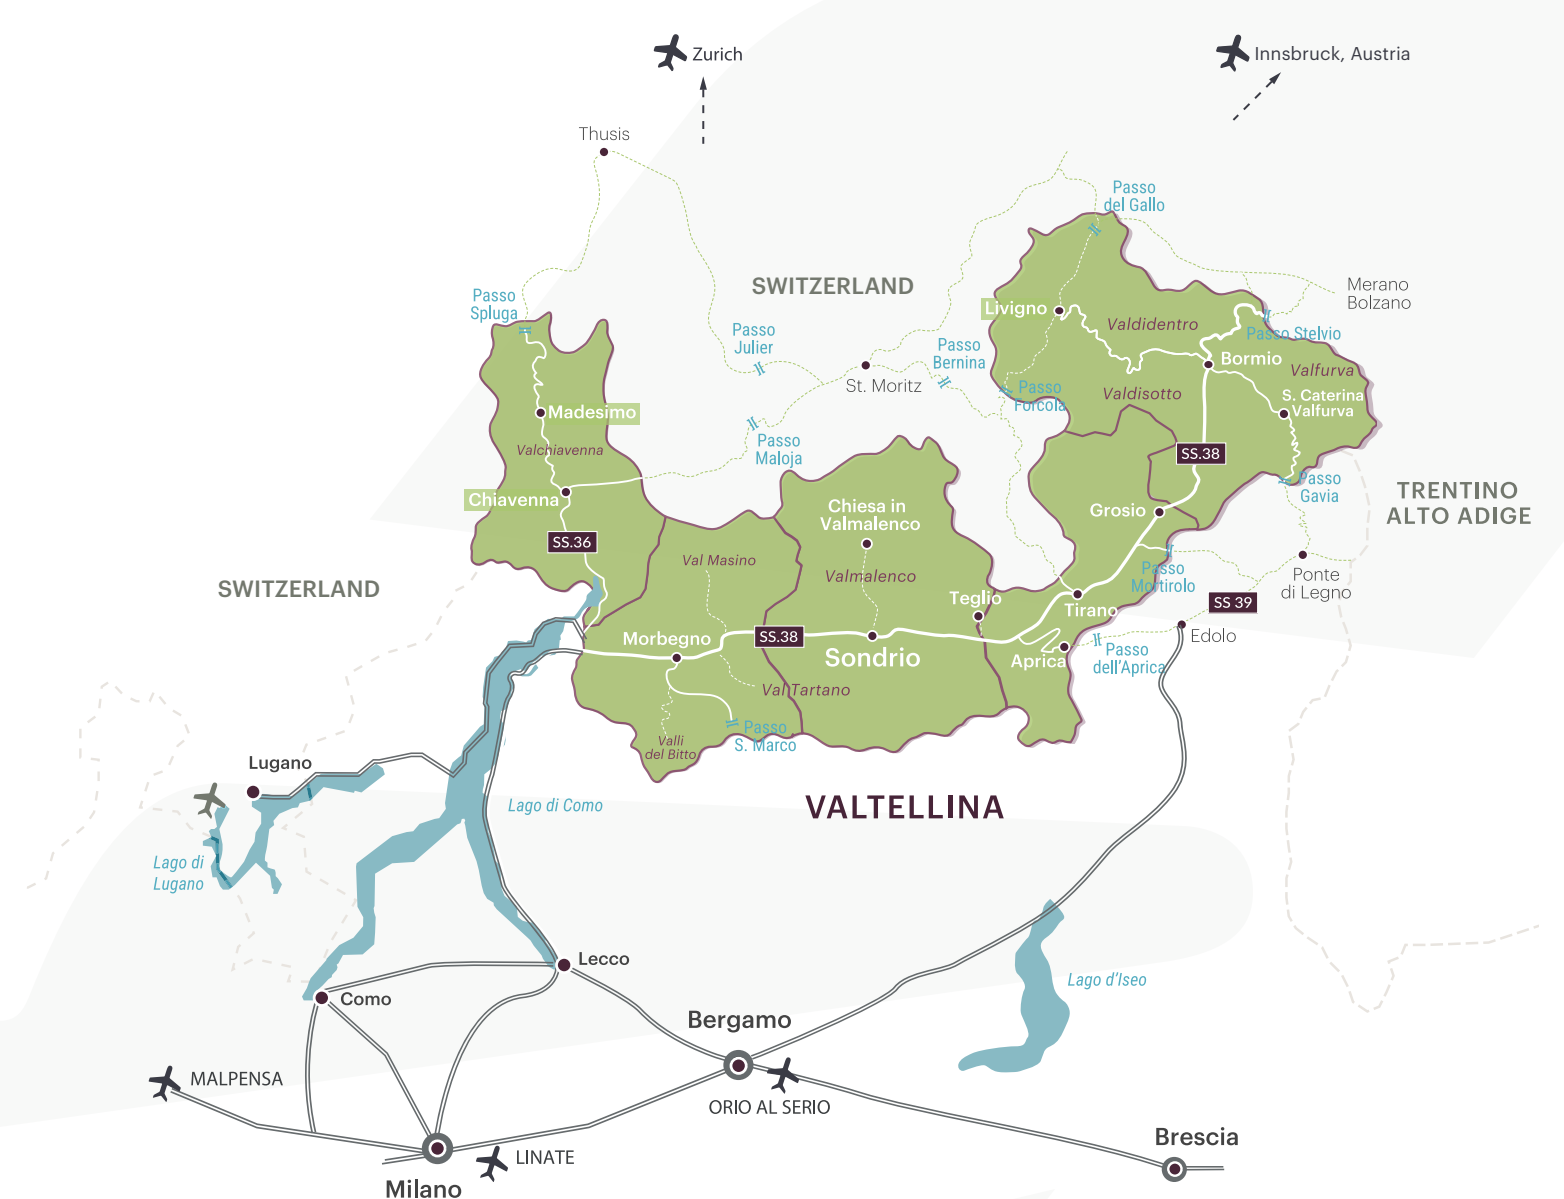 Zurich
Innsbruck, Austria
Thusis
Passo
del Gallo
SWITZERLAND
Merano
Bolzano
Passo
Spluga
Livigno
Valdidentro
Passo
Julier
Passo Stelvio
Passo
Bernina
Bormio
Valfurva
St. Moritz
Passo
Forcola
Valdisotto
S. Caterina
Valfurva
Madesimo
Valchiavenna
Passo
Maloja
SS.38
Passo
Gavia
Chiavenna
TRENTINO
ALTO ADIGE
Chiesa in
Valmalenco
Grosio
SS.36
Val Masino
Valmalenco
Passo
Mortirolo
Ponte
di Legno
SWITZERLAND
Teglio
Tirano
SS 39
Morbegno
SS.38
Sondrio
Edolo
Aprica
Passo
dell'Aprica
Val Tartano
Valli
del Bitto
Passo
S. Marco
Lugano
Lago di Como
VALTELLINA
Lago di
Lugano
Lecco
Como
Lago d'Iseo
Bergamo
MALPENSA
ORIO AL SERIO
LINATE
Brescia
Milano